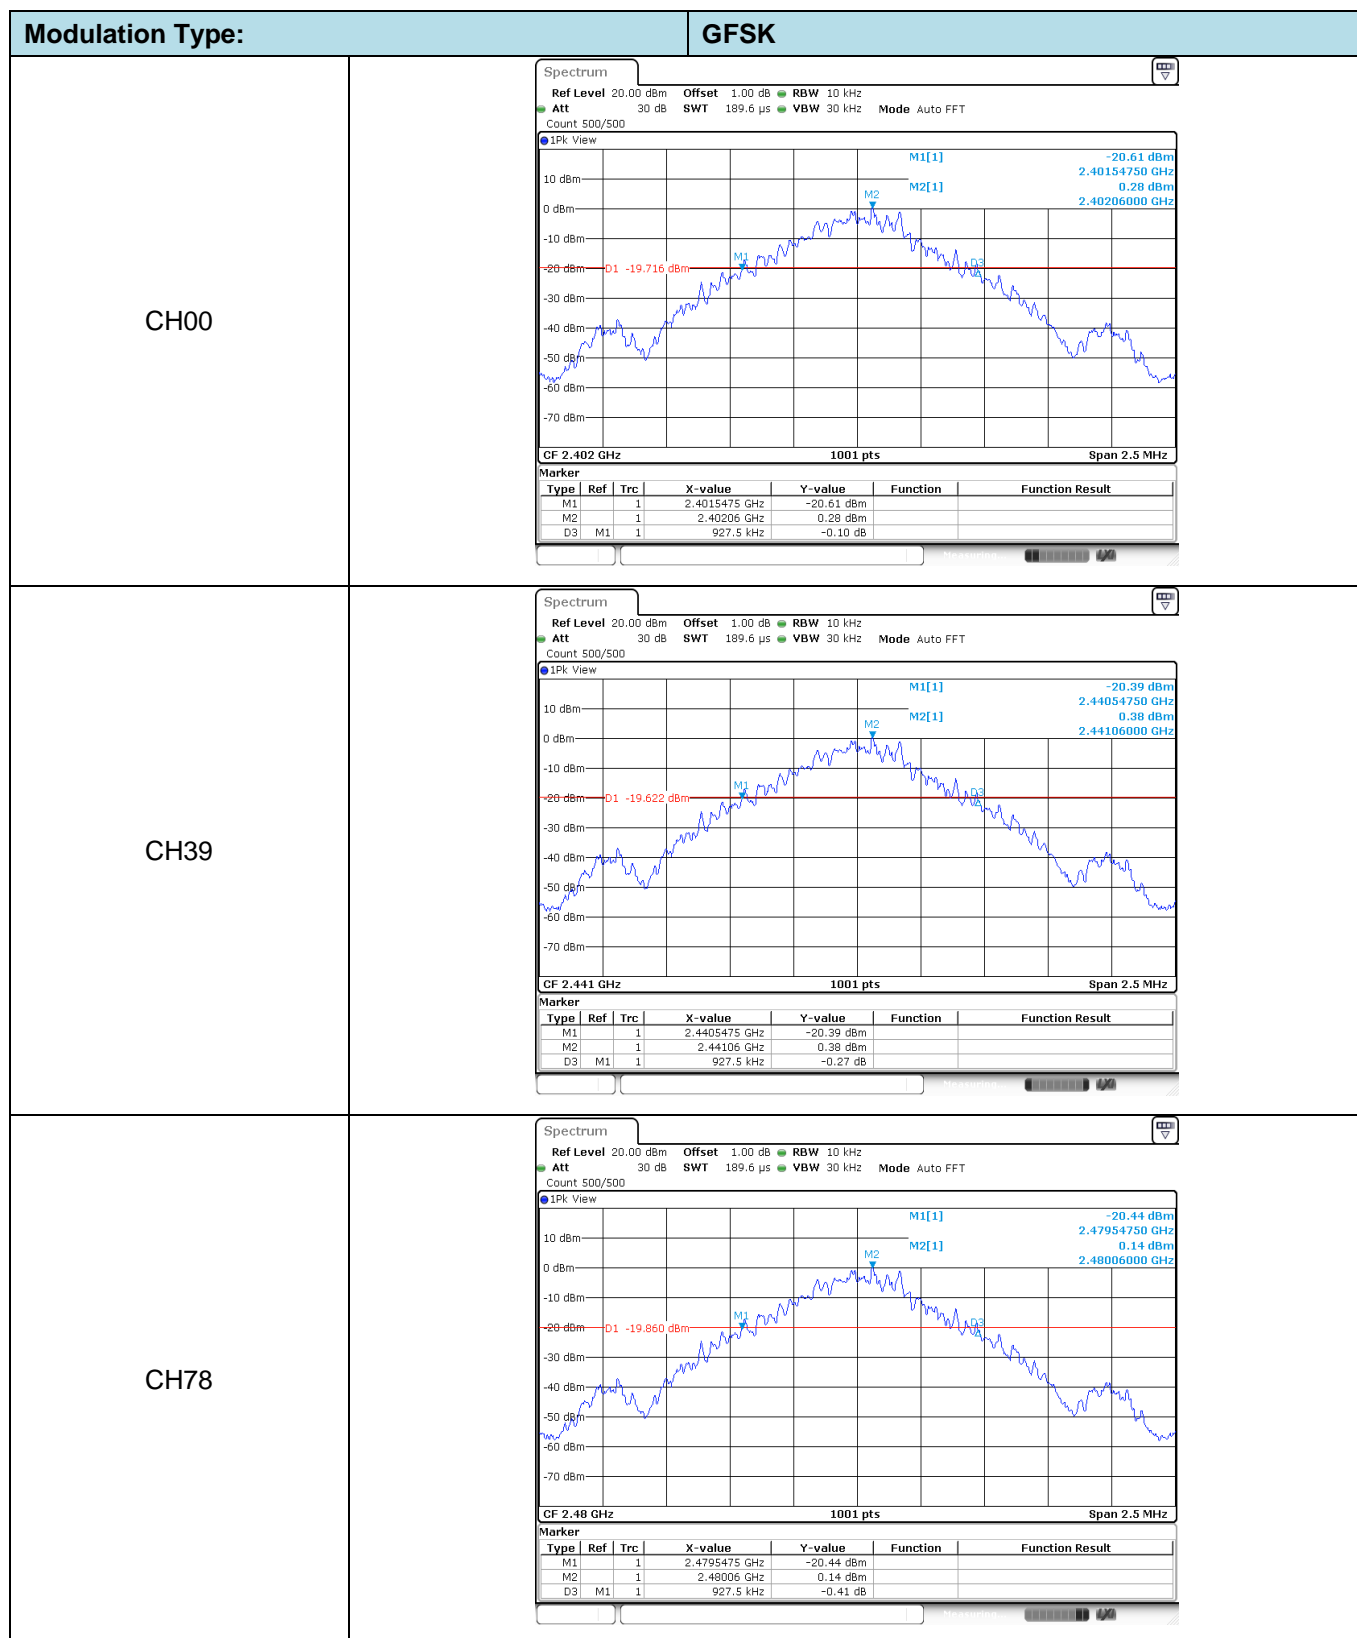 Modulation Type: GFSK
CH00
Spectrum
Ref Level 20.00 dBm Offset 1.00 dB RBW 10 kHz
Att 30 dB SWT 189.6 µs VBW 30 kHz Mode Auto FFT
Count 500/500
1Pk View
M1[1] -20.61 dBm
2.40154750 GHz
10 dBm
M2[1] 0.28 dBm
2.40206000 GHz
M2
0 dBm
-10 dBm
M1
D3
-20 dBm
D1 -19.716 dBm
-30 dBm
-40 dBm
-50 dBm
-60 dBm
-70 dBm
CF 2.402 GHz 1001 pts Span 2.5 MHz
Marker
Type Ref Trc X-value Y-value Function Function Result
M1 1 2.4015475 GHz -20.61 dBm
M2 1 2.40206 GHz 0.28 dBm
D3 M1 1 927.5 kHz -0.10 dB
Measuring...
CH39
Spectrum
Ref Level 20.00 dBm Offset 1.00 dB RBW 10 kHz
Att 30 dB SWT 189.6 µs VBW 30 kHz Mode Auto FFT
Count 500/500
1Pk View
M1[1] -20.39 dBm
2.44054750 GHz
10 dBm
M2[1] 0.38 dBm
2.44106000 GHz
M2
0 dBm
-10 dBm
M1
D3
-20 dBm
D1 -19.622 dBm
-30 dBm
-40 dBm
-50 dBm
-60 dBm
-70 dBm
CF 2.441 GHz 1001 pts Span 2.5 MHz
Marker
Type Ref Trc X-value Y-value Function Function Result
M1 1 2.4405475 GHz -20.39 dBm
M2 1 2.44106 GHz 0.38 dBm
D3 M1 1 927.5 kHz -0.27 dB
Measuring...
CH78
Spectrum
Ref Level 20.00 dBm Offset 1.00 dB RBW 10 kHz
Att 30 dB SWT 189.6 µs VBW 30 kHz Mode Auto FFT
Count 500/500
1Pk View
M1[1] -20.44 dBm
2.47954750 GHz
10 dBm
M2[1] 0.14 dBm
2.48006000 GHz
M2
0 dBm
-10 dBm
M1
D3
-20 dBm
D1 -19.860 dBm
-30 dBm
-40 dBm
-50 dBm
-60 dBm
-70 dBm
CF 2.48 GHz 1001 pts Span 2.5 MHz
Marker
Type Ref Trc X-value Y-value Function Function Result
M1 1 2.4795475 GHz -20.44 dBm
M2 1 2.48006 GHz 0.14 dBm
D3 M1 1 927.5 kHz -0.41 dB
Measuring...